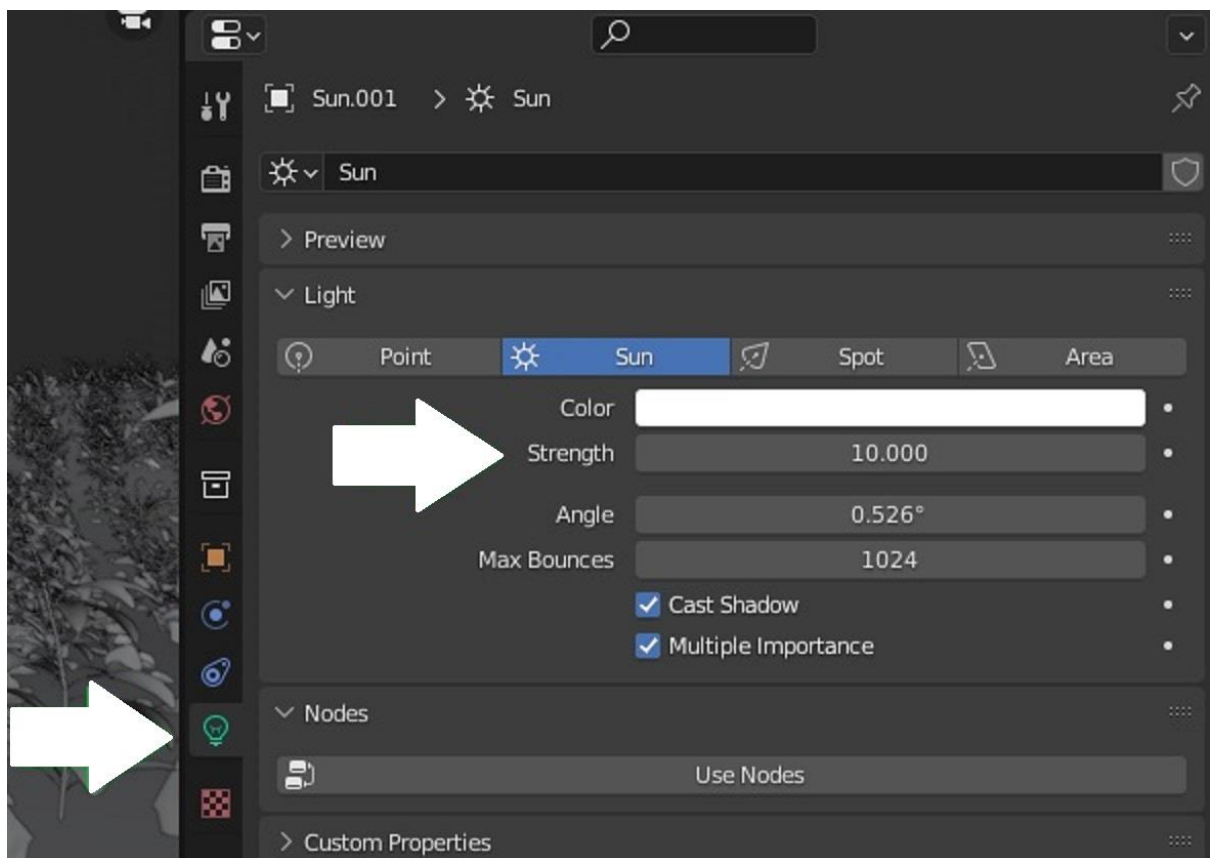 Sun.001 > Sun
Sun
Preview
Light
Point Sun Spot Area
Color
Strength 10.000
Angle 0.526°
Max Bounces 1024
Cast Shadow
Multiple Importance
Nodes
Use Nodes
Custom Properties